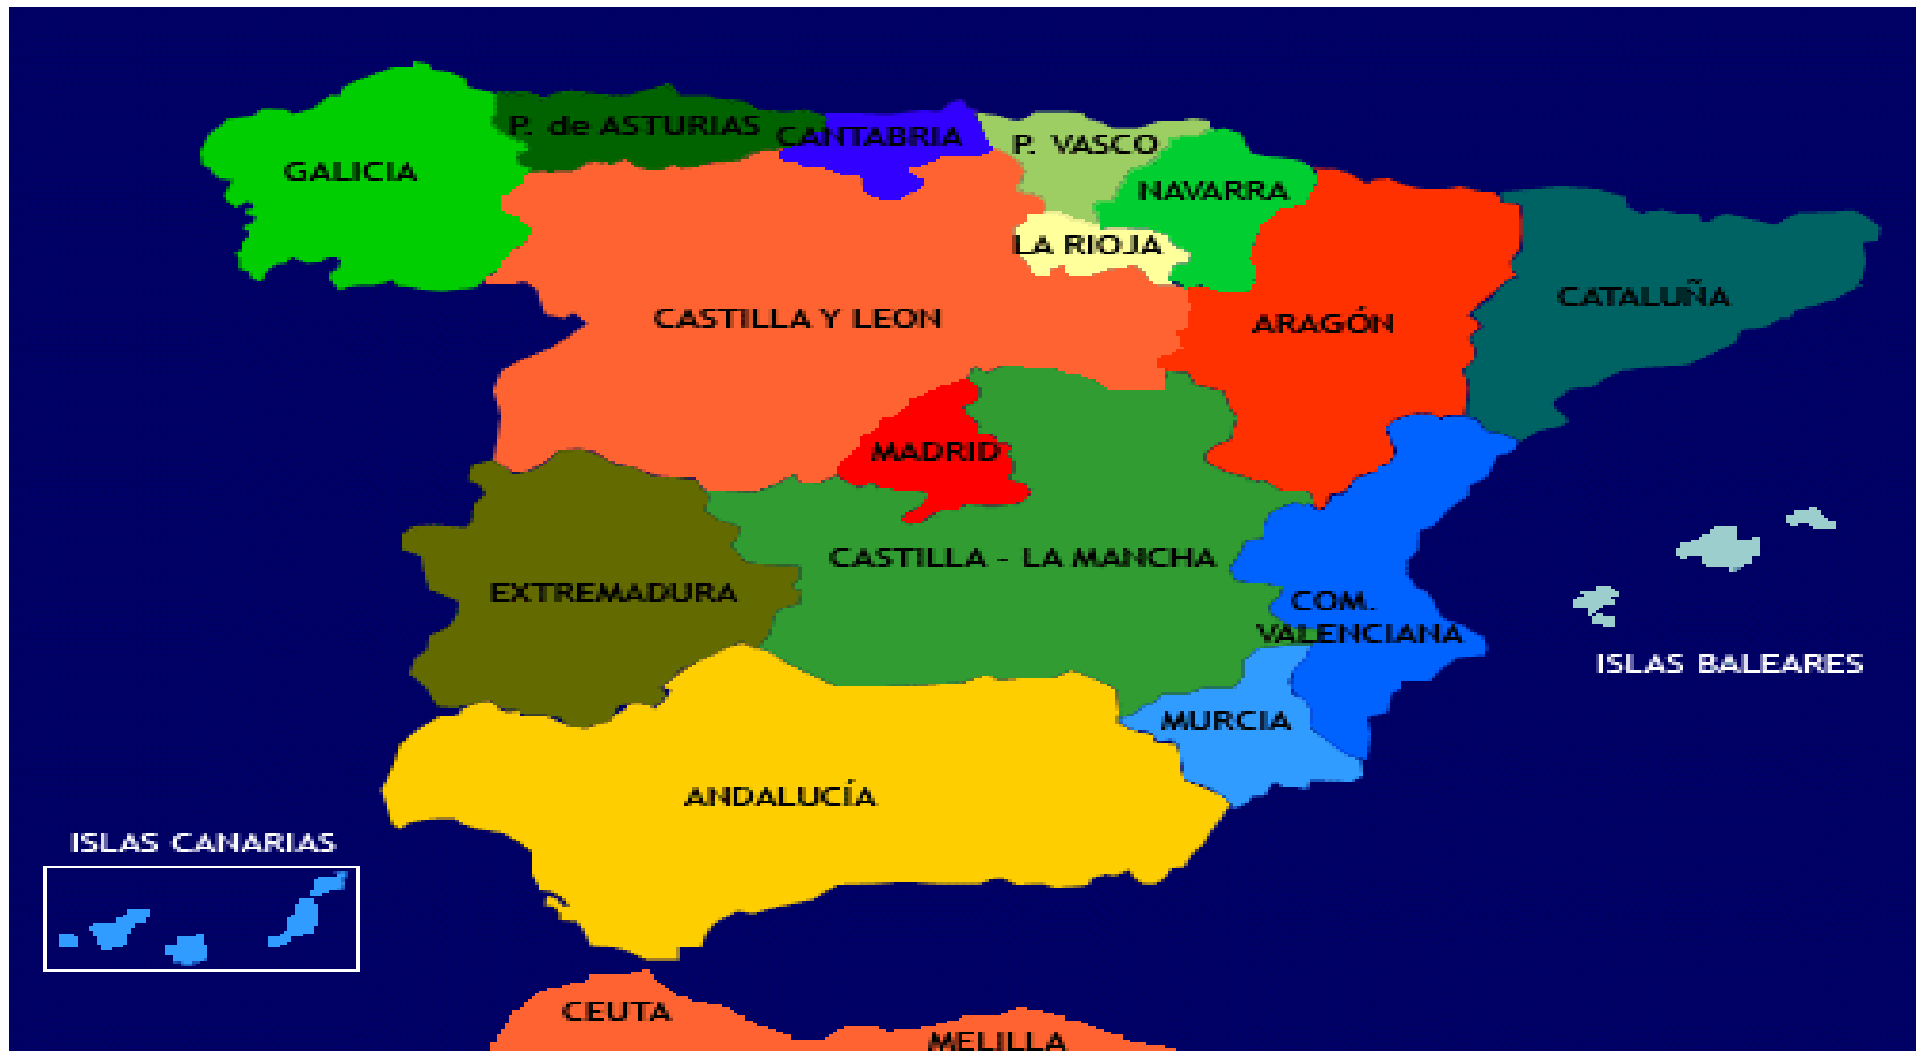 P. de ASTURIAS
CANTABRIA
P. VASCO
GALICIA
NAVARRA
LA RIOJA
CATALUÑA
CASTILLA Y LEON
ARAGÓN
MADRID
CASTILLA - LA MANCHA
EXTREMADURA
COM.
VALENCIANA
ISLAS BALEARES
MURCIA
ANDALUCÍA
ISLAS CANARIAS
CEUTA
MELILLA